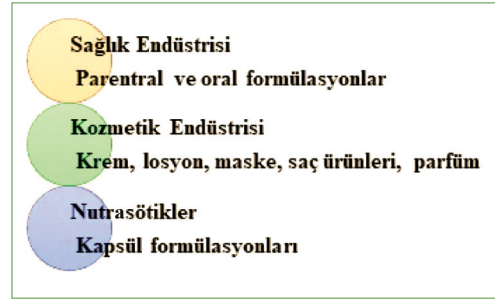 Sağlık Endüstrisi
Parentral ve oral formülasyonlar
Kozmetik Endüstrisi
Krem, losyon, maske, saç ürünleri, parfüm
Nutrasötikler
Kapsül formülasyonları